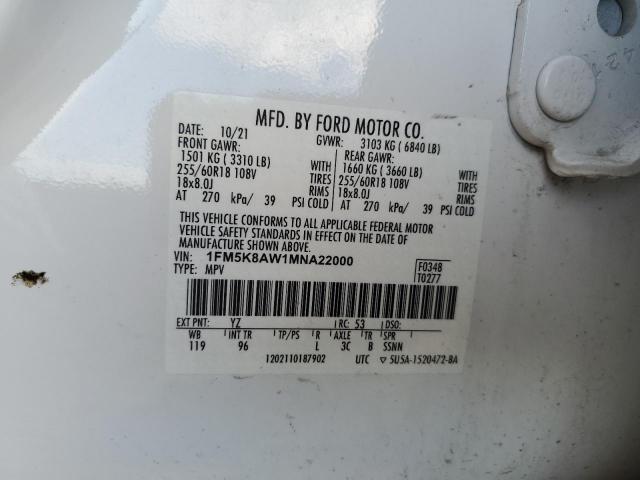 MFD. BY FORD MOTOR CO.
DATE: 10/21 GVWR: 3103 KG ( 6840 LB)
FRONT GAWR: REAR GAWR:
1501 KG ( 3310 LB) WITH 1660 KG ( 3660 LB) WITH
255/60R18 108V TIRES 255/60R18 108V TIRES
18x8.0J RIMS 18x8.0J RIMS
AT 270 kPa/ 39 PSI COLD AT 270 kPa/ 39 PSI COLD
THIS VEHICLE CONFORMS TO ALL APPLICABLE FEDERAL MOTOR
VEHICLE SAFETY STANDARDS IN EFFECT ON THE DATE OF
MANUFACTURE SHOWN ABOVE.
VIN: 1FM5K8AW1MNA22000
TYPE: MPV
F0348
T0277
EXT PNT: YZ RC: 53 DSO:
WB INT TR TP/PS R AXLE TR SPR
119 96 L 3C B SSNN
1202110187902 UTC ▽ 5U5A-1520472-BA